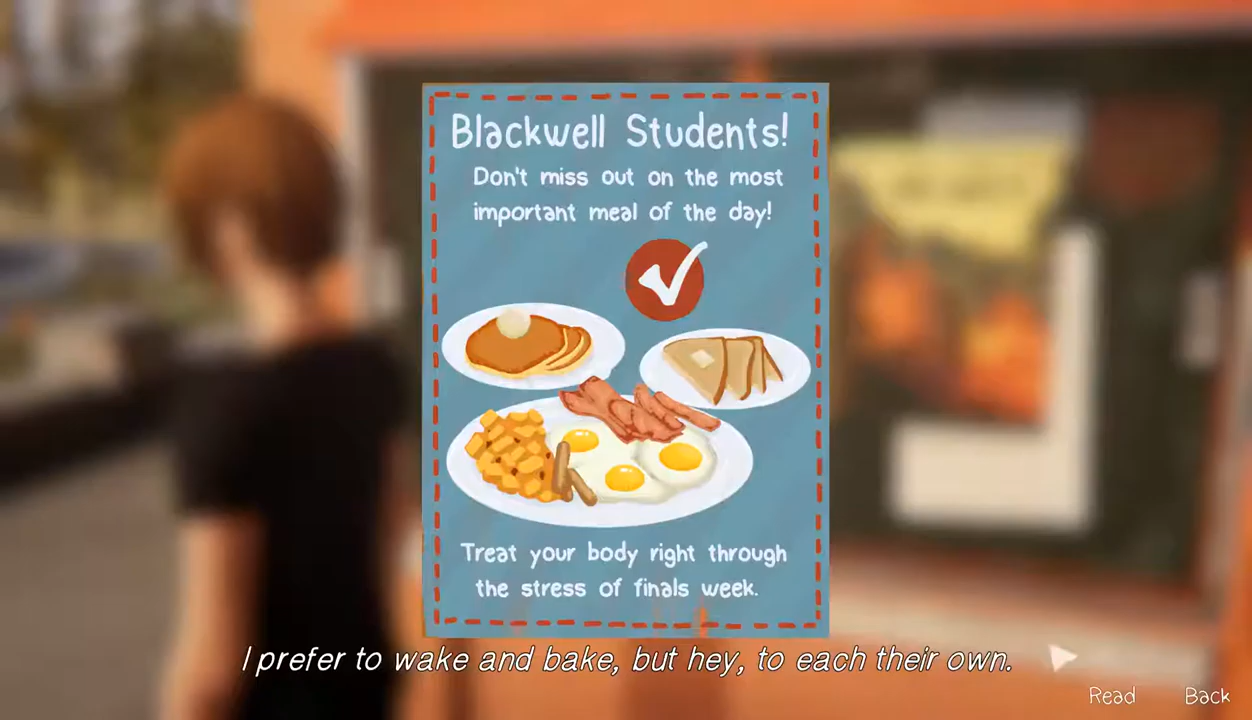 Blackwell Students!
Don't miss out on the most
important meal of the day!
Treat your body right through
the stress of finals week.
I prefer to wake and bake, but hey, to each their own.
Read Back